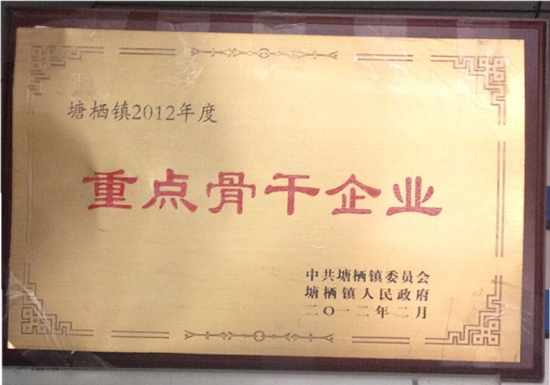 塘栖镇2012年度
重点骨干企业
中共塘栖镇委员会
塘栖镇人民政府
二〇一二年二月